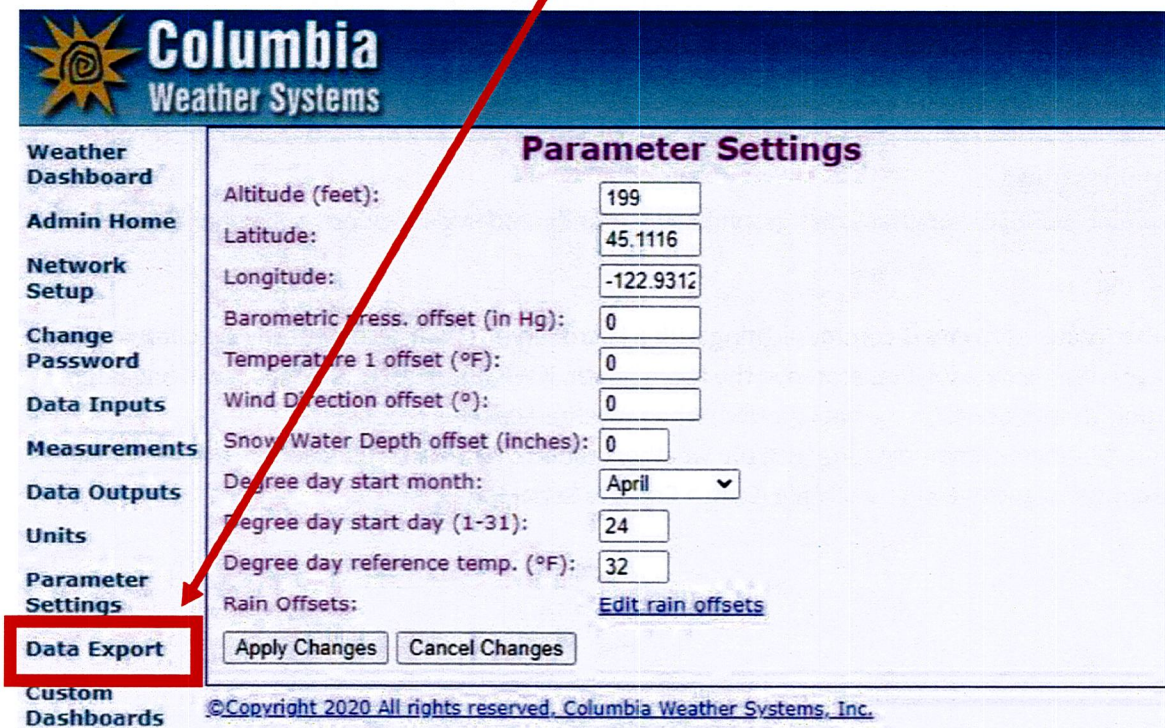 Columbia
Weather Systems
Weather
Dashboard
Admin Home
Network
Setup
Change
Password
Data Inputs
Measurements
Data Outputs
Units
Parameter
Settings
Data Export
Custom
Dashboards
Parameter Settings
Altitude (feet): 199
Latitude: 45.1116
Longitude: -122.9312
Barometric press. offset (in Hg): 0
Temperature 1 offset (ºF): 0
Wind Direction offset (º): 0
Snow/Water Depth offset (inches): 0
Degree day start month: April
Degree day start day (1-31): 24
Degree day reference temp. (ºF): 32
Rain Offsets: Edit rain offsets
Apply Changes Cancel Changes
©Copyright 2020 All rights reserved, Columbia Weather Systems, Inc.